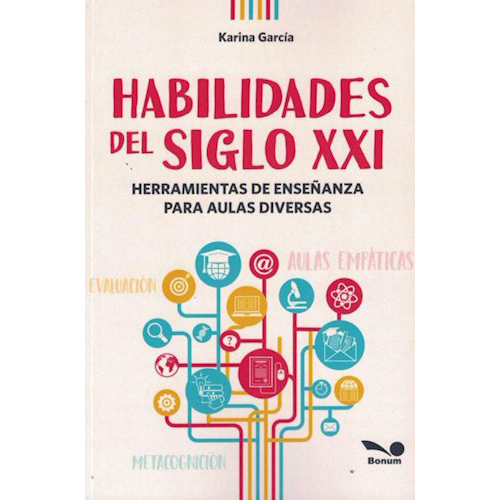 Karina García
HABILIDADES
DEL SIGLO XXI
HERRAMIENTAS DE ENSEÑANZA
PARA AULAS DIVERSAS
AULAS EMPÁTICAS
EVALUACIÓN
@
?
METACOGNICIÓN
Bonum